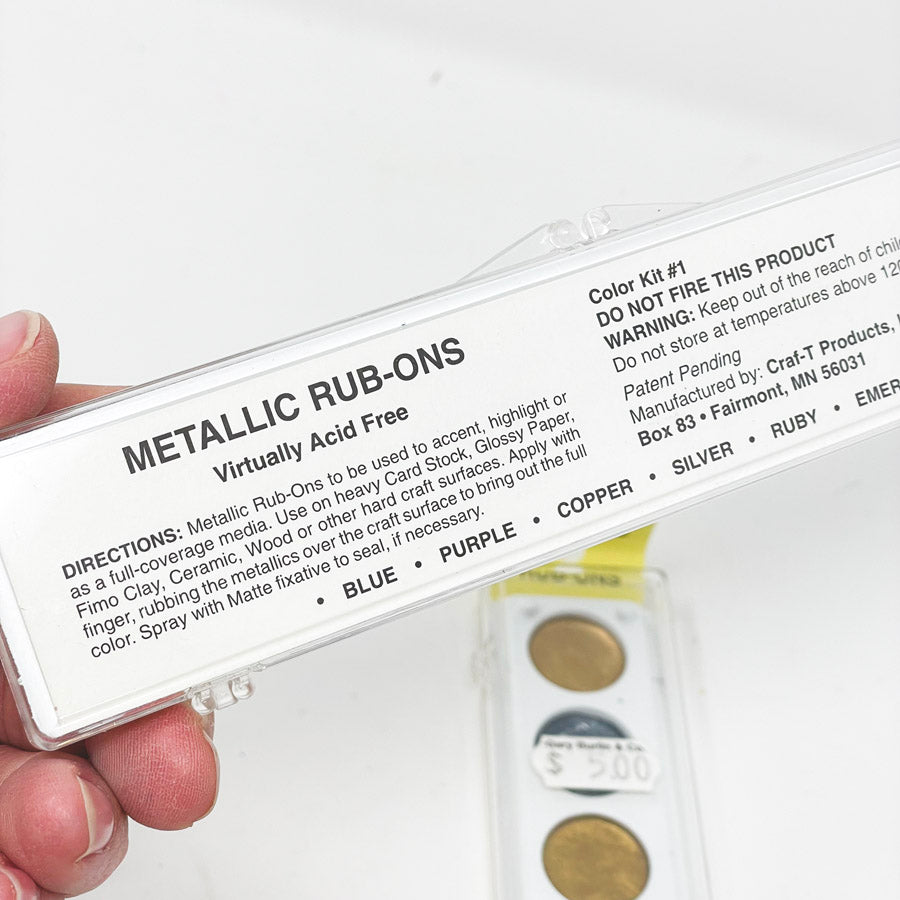 METALLIC RUB-ONS
Virtually Acid Free
DIRECTIONS: Metallic Rub-Ons to be used to accent, highlight or
as a full-coverage media. Use on heavy Card Stock, Glossy Paper,
Fimo Clay, Ceramic, Wood or other hard craft surfaces. Apply with
finger, rubbing the metallics over the craft surface to bring out the full
color. Spray with Matte fixative to seal, if necessary.
Color Kit #1
DO NOT FIRE THIS PRODUCT
WARNING: Keep out of the reach of
Do not store at temperatures above
Patent Pending
Manufactured by: Craf-T Products,
Box 83 • Fairmont, MN 56031
• BLUE • PURPLE • COPPER • SILVER • RUBY •
RUB-ONS
$ 5.00